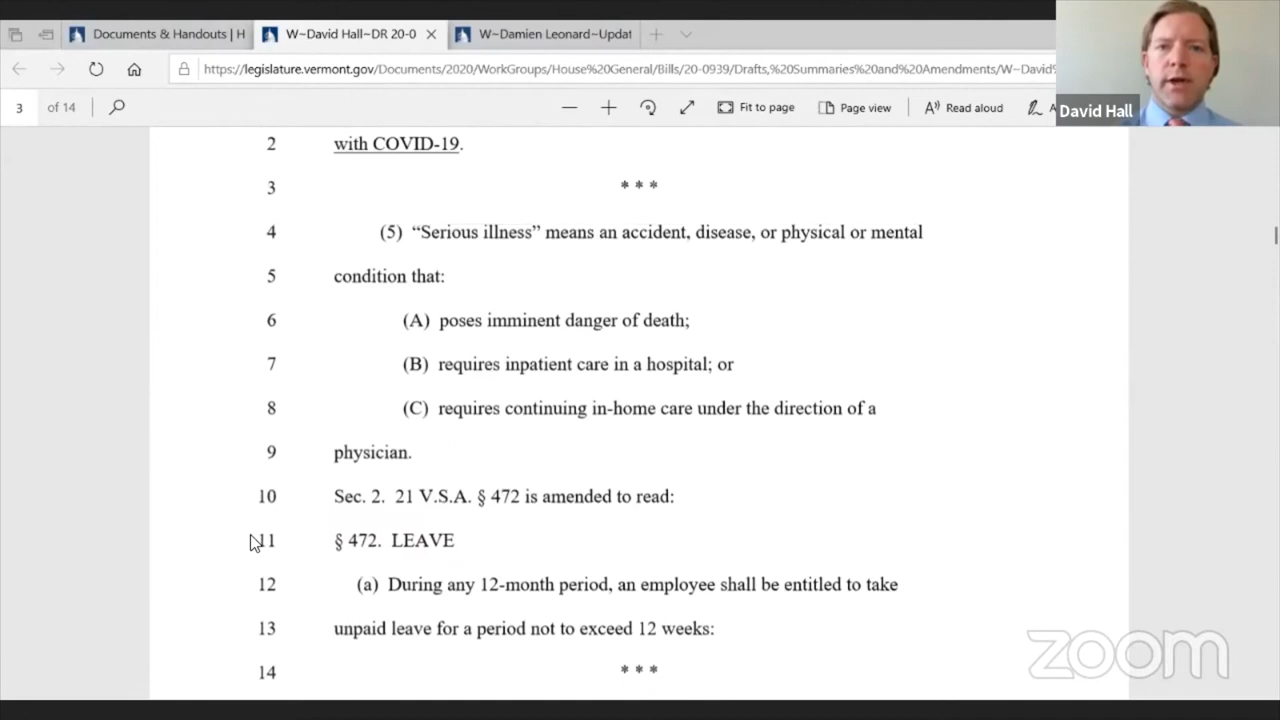 Documents & Handouts | H
W~David Hall~DR 20-0
W~Damien Leonard~Updat
https://legislature.vermont.gov/Documents/2020/WorkGroups/House%20General/Bills/20-0939/Drafts,%20Summaries%20and%20Amendments/W~David%
3 of 14
Fit to page
Page view
Read aloud
David Hall
2 with COVID-19.
3 * * *
4 (5) “Serious illness” means an accident, disease, or physical or mental
5 condition that:
6 (A) poses imminent danger of death;
7 (B) requires inpatient care in a hospital; or
8 (C) requires continuing in-home care under the direction of a
9 physician.
10 Sec. 2. 21 V.S.A. § 472 is amended to read:
11 § 472. LEAVE
12 (a) During any 12-month period, an employee shall be entitled to take
13 unpaid leave for a period not to exceed 12 weeks:
14 * * *
zoom